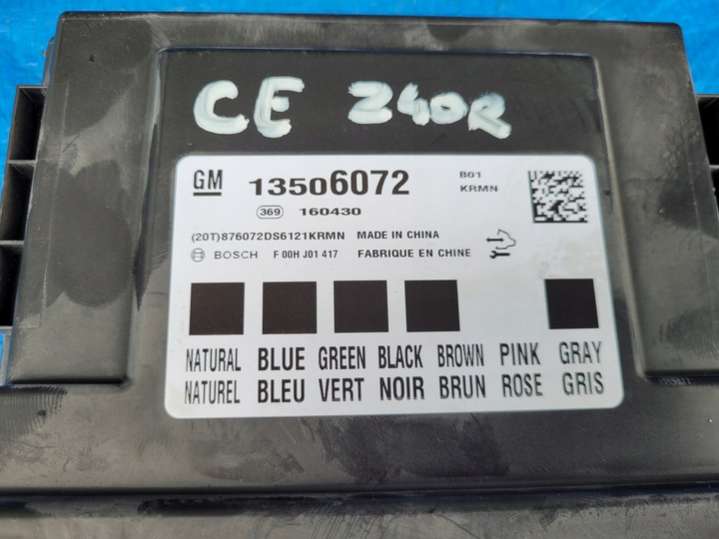 CE Z40R
GM 13506072 B01
KRMN
369 160430
(20T)876072DS6121KRMN MADE IN CHINA
BOSCH F 00H J01 417 FABRIQUE EN CHINE
NATURAL BLUE GREEN BLACK BROWN PINK GRAY
NATUREL BLEU VERT NOIR BRUN ROSE GRIS